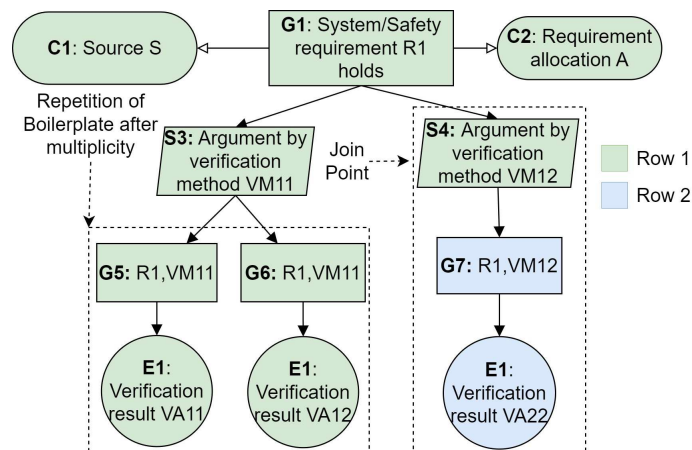 C1: Source S
G1: System/Safety
requirement R1
holds
C2: Requirement
allocation A
Repetition of
Boilerplate after
multiplicity
S3: Argument by
verification
method VM11
Join
Point
S4: Argument by
verification
method VM12
Row 1
Row 2
G5: R1,VM11
G6: R1,VM11
G7: R1,VM12
E1:
Verification
result VA11
E1:
Verification
result VA12
E1:
Verification
result VA22